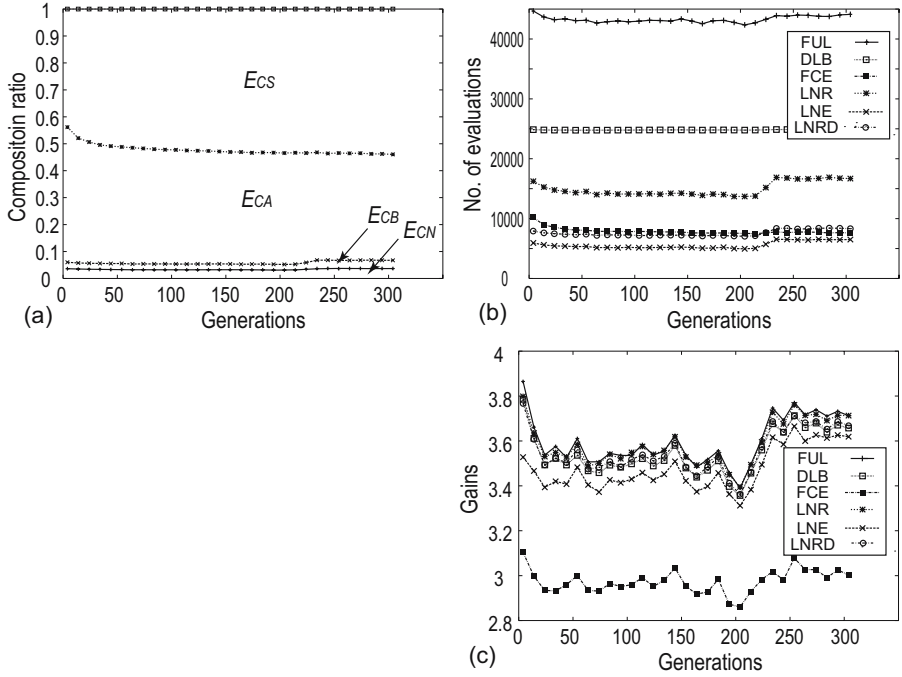 1
0.9
0.8
0.7
0.6
0.5
0.4
0.3
0.2
0.1
0
Compositoin ratio
ECS
ECA
ECB
ECN
0 50 100 150 200 250 300
Generations
(a)
45000
40000
30000
20000
10000
0
No. of evaluations
FUL
DLB
FCE
LNR
LNE
LNRD
0 50 100 150 200 250 300
Generations
(b)
4
3.8
3.6
3.4
3.2
3
2.8
Gains
FUL
DLB
FCE
LNR
LNE
LNRD
0 50 100 150 200 250 300
Generations
(c)